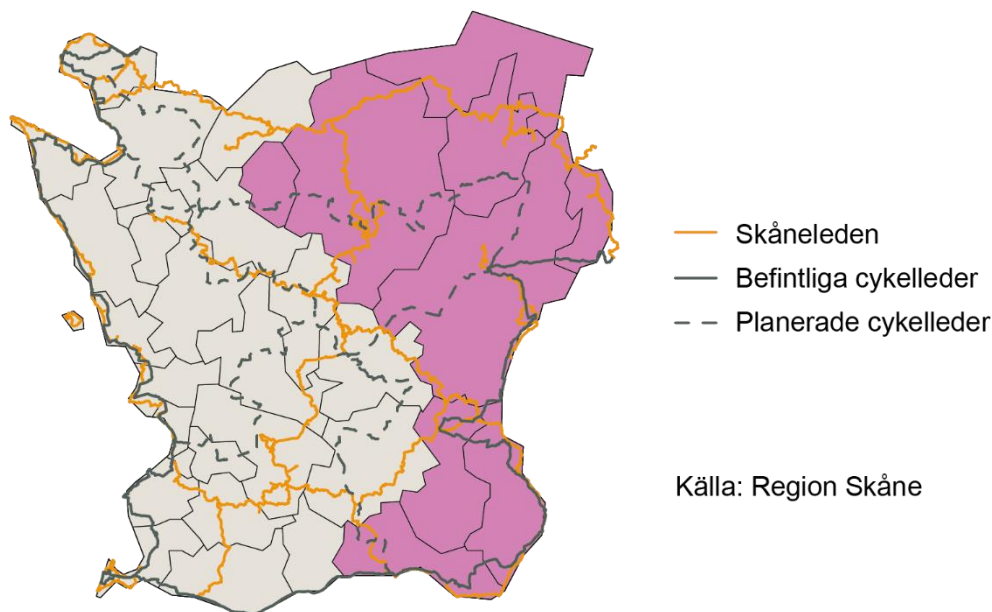 Skåneleden
Befintliga cykelleder
Planerade cykelleder
Källa: Region Skåne